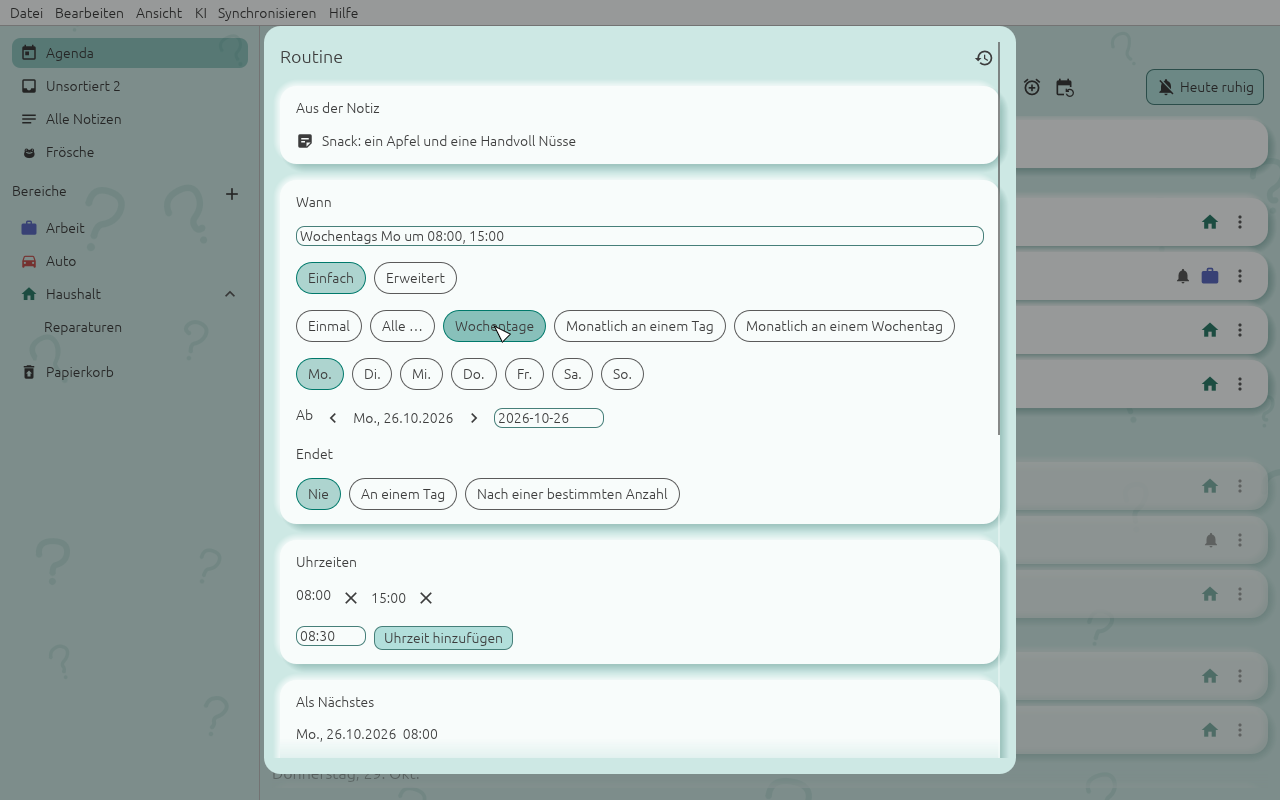 Datei Bearbeiten Ansicht KI Synchronisieren Hilfe
Agenda
Unsortiert 2
Alle Notizen
Frösche
Bereiche
Arbeit
Auto
Haushalt
Reparaturen
Papierkorb
Heute ruhig
Routine
Aus der Notiz
Snack: ein Apfel und eine Handvoll Nüsse
Wann
Wochentags Mo um 08:00, 15:00
Einfach Erweitert
Einmal Alle ... Wochentage Monatlich an einem Tag Monatlich an einem Wochentag
Mo. Di. Mi. Do. Fr. Sa. So.
Ab Mo., 26.10.2026 2026-10-26
Endet
Nie An einem Tag Nach einer bestimmten Anzahl
Uhrzeiten
08:00 15:00
08:30 Uhrzeit hinzufügen
Als Nächstes
Mo., 26.10.2026 08:00
Donnerstag, 29. Okt.